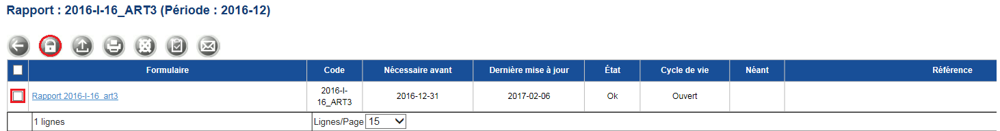 Rapport : 2016-I-16_ART3 (Période : 2016-12)
Formulaire Code Nécessaire avant Dernière mise à jour État Cycle de vie Néant Référence
Rapport 2016-I-16_art3 2016-I-16_ART3 2016-12-31 2017-02-06 Ok Ouvert
1 lignes Lignes/Page 15